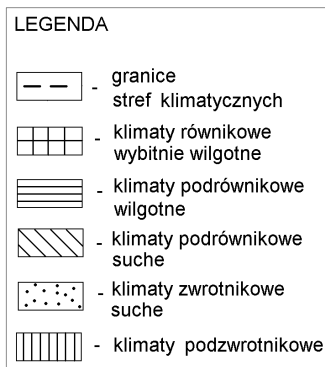 LEGENDA
- granice
stref klimatycznych
- klimaty równikowe
wybitnie wilgotne
- klimaty podrównikowe
wilgotne
- klimaty podrównikowe
suche
- klimaty zwrotnikowe
suche
- klimaty podzwrotnikowe